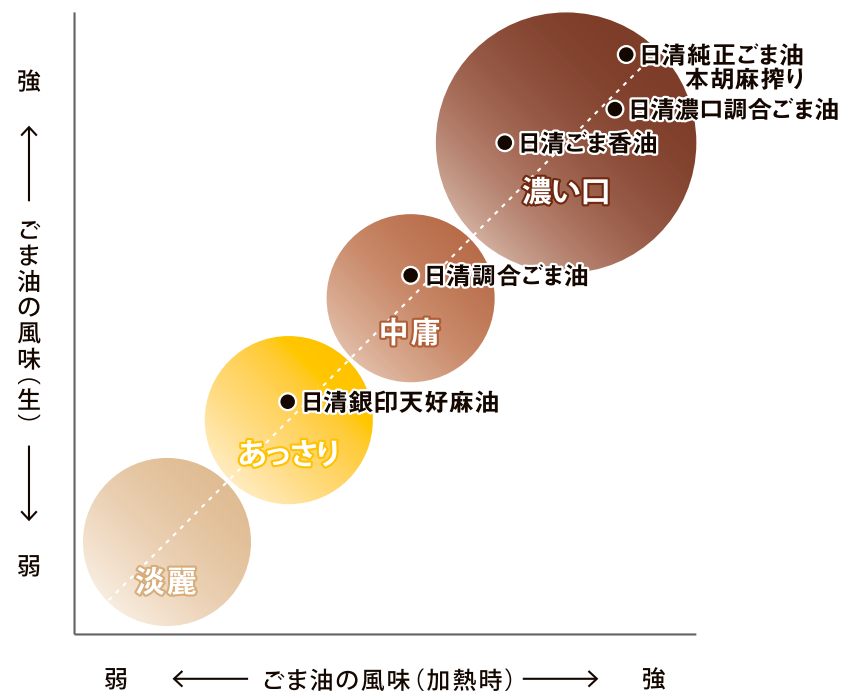 強
ごま油の風味(生)
弱
日清純正ごま油
本胡麻搾り
日清濃口調合ごま油
日清ごま香油
濃い口
日清調合ごま油
中庸
日清銀印天好麻油
あっさり
淡麗
弱
ごま油の風味(加熱時)
強